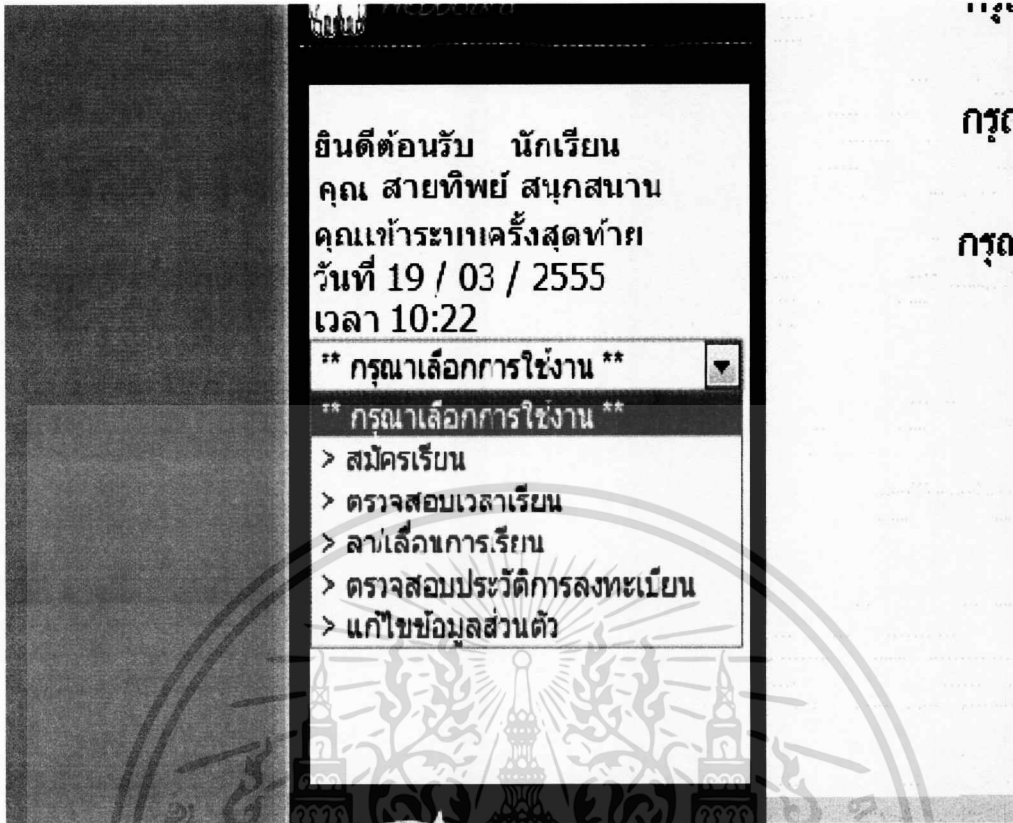 Webboard
ยินดีต้อนรับ นักเรียน
คุณ สายทิพย์ สนุกสนาน
คุณเข้าระบบครั้งสุดท้าย
วันที่ 19 / 03 / 2555
เวลา 10:22
** กรุณาเลือกการใช้งาน **
** กรุณาเลือกการใช้งาน **
> สมัครเรียน
> ตรวจสอบเวลาเรียน
> ลา/เลื่อนการเรียน
> ตรวจสอบประวัติการลงทะเบียน
> แก้ไขข้อมูลส่วนตัว